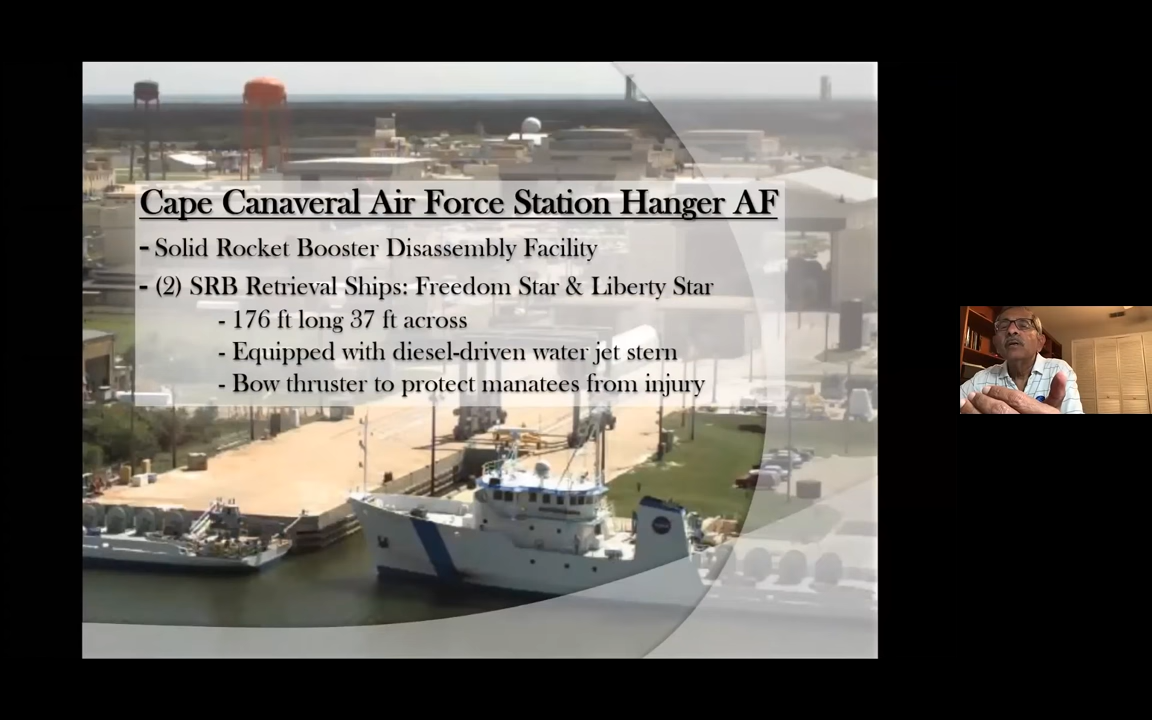 Cape Canaveral Air Force Station Hanger AF
- Solid Rocket Booster Disassembly Facility
- (2) SRB Retrieval Ships: Freedom Star & Liberty Star
- 176 ft long 37 ft across
- Equipped with diesel-driven water jet stern
- Bow thruster to protect manatees from injury